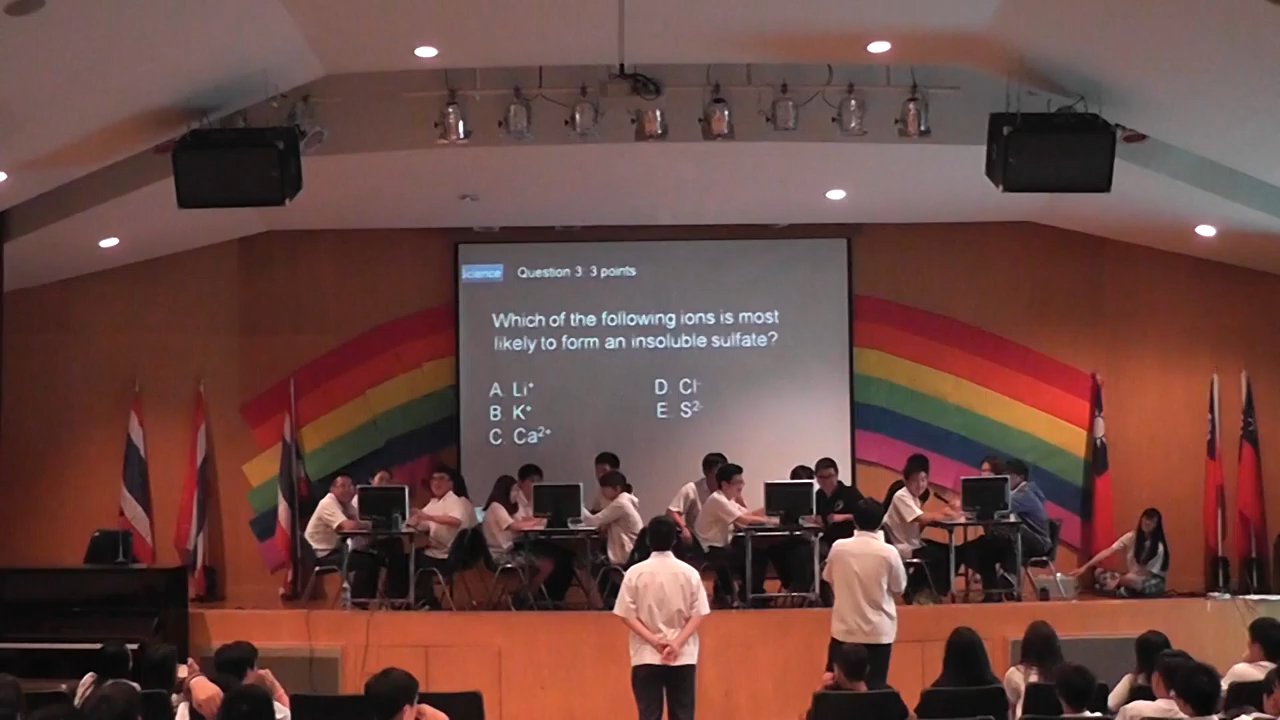 Science Question 3: 3 points
Which of the following ions is most
likely to form an insoluble sulfate?
A. Li⁺ D. Cl⁻
B. K⁺ E. S²⁻
C. Ca²⁺